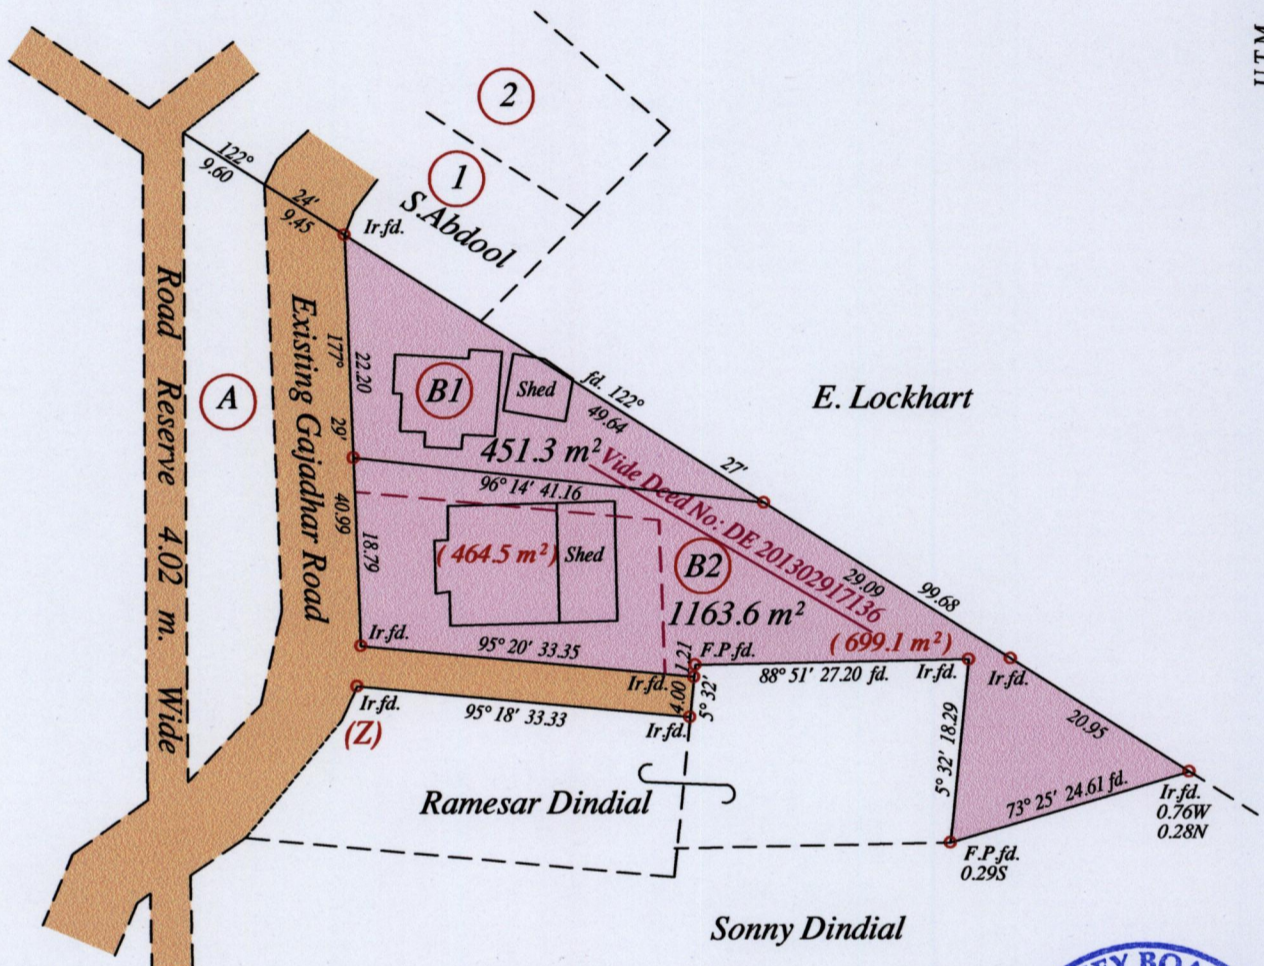 U.T.M
2
1
S.Abdool
122°
9.60
24'
9.45
Ir.fd.
Road Reserve 4.02 m. Wide
A
Existing Gajadhar Road
177°
22.20
29'
40.99
18.79
B1
Shed
fd. 122°
49.64
27'
E. Lockhart
451.3 m²
96° 14' 41.16
Vide Deed No: DE 201302917136
( 464.5 m²)
Shed
B2
1163.6 m²
29.09
99.68
( 699.1 m²)
Ir.fd.
95° 20' 33.35
1.21
F.P.fd.
88° 51' 27.20 fd.
Ir.fd.
Ir.fd.
Ir.fd.
4.00
5° 32'
Ir.fd.
(Z)
95° 18' 33.33
Ir.fd.
5° 32' 18.29
20.95
73° 25' 24.61 fd.
Ir.fd.
0.76W
0.28N
Ramesar Dindial
F.P.fd.
0.29S
Sonny Dindial